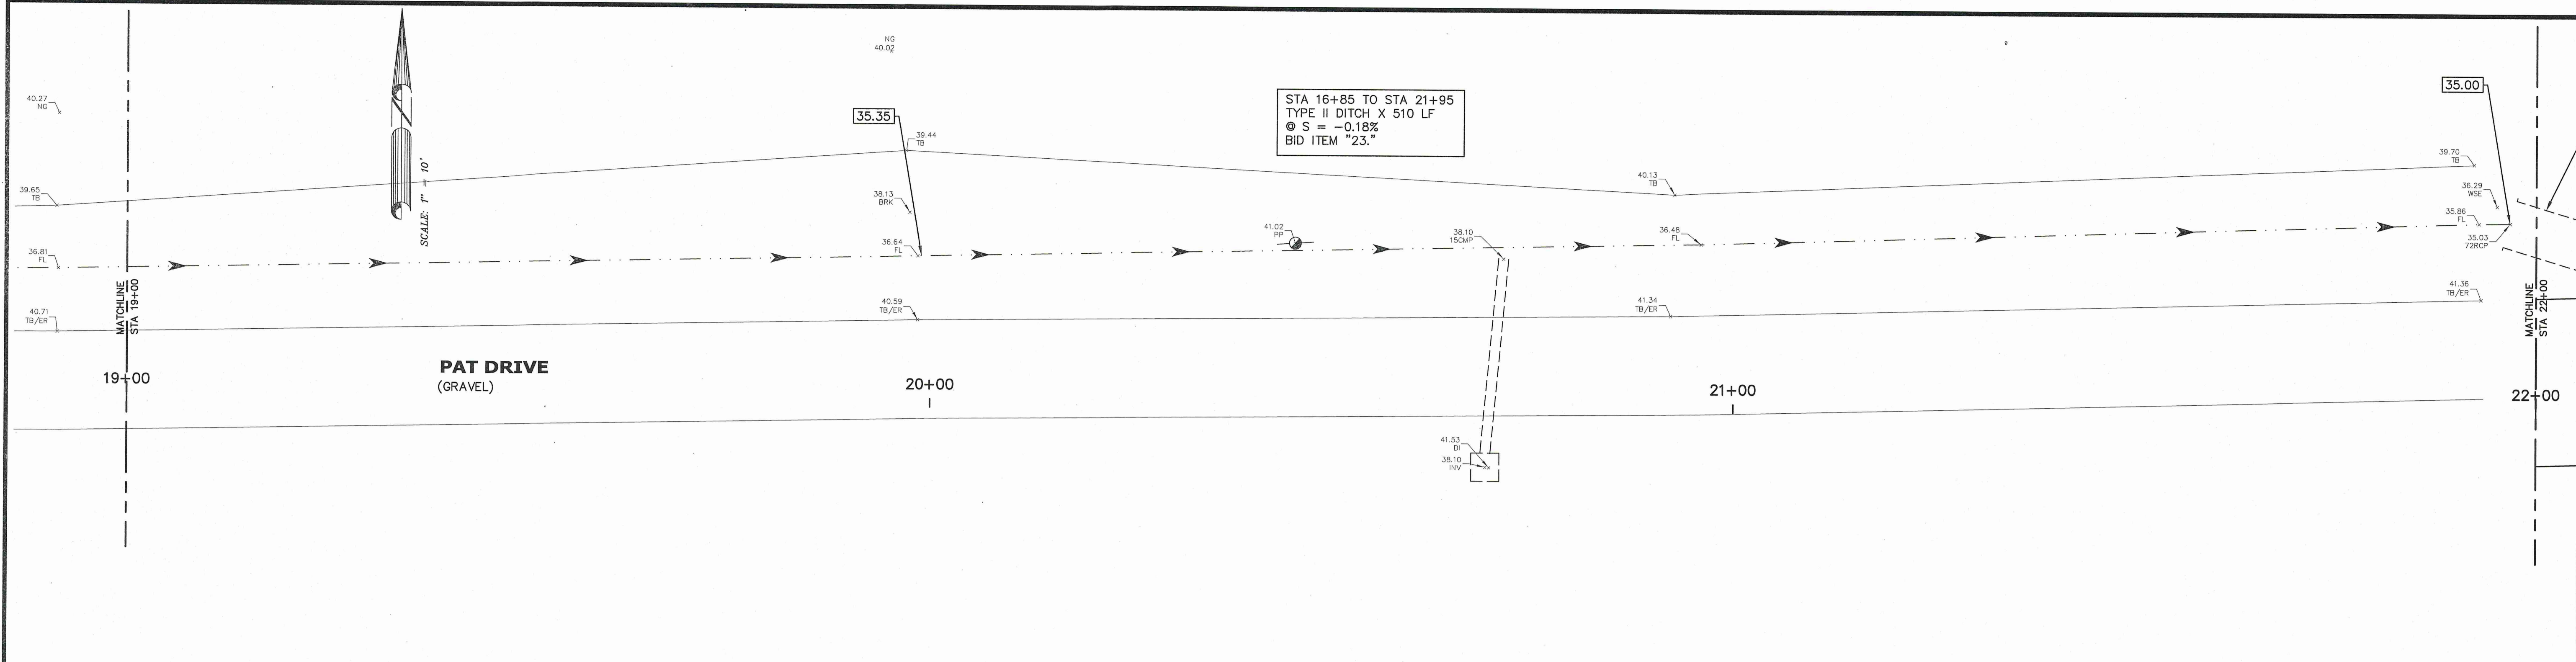 NG
40.02
40.27
NG
STA 16+85 TO STA 21+95
TYPE II DITCH X 510 LF
@ S = -0.18%
BID ITEM "23."
35.00
35.35
39.44
TB
SCALE: 1" = 10'
39.65
TB
38.13
BRK
40.13
TB
39.70
TB
36.29
WSE
36.81
FL
36.64
FL
41.02
PP
38.10
15CMP
36.48
FL
35.86
FL
35.03
72RCP
MATCHLINE
STA 19+00
40.71
TB/ER
40.59
TB/ER
41.34
TB/ER
41.36
TB/ER
MATCHLINE
STA 22+00
PAT DRIVE
(GRAVEL)
19+00
20+00
21+00
22+00
41.53
DI
38.10
INV